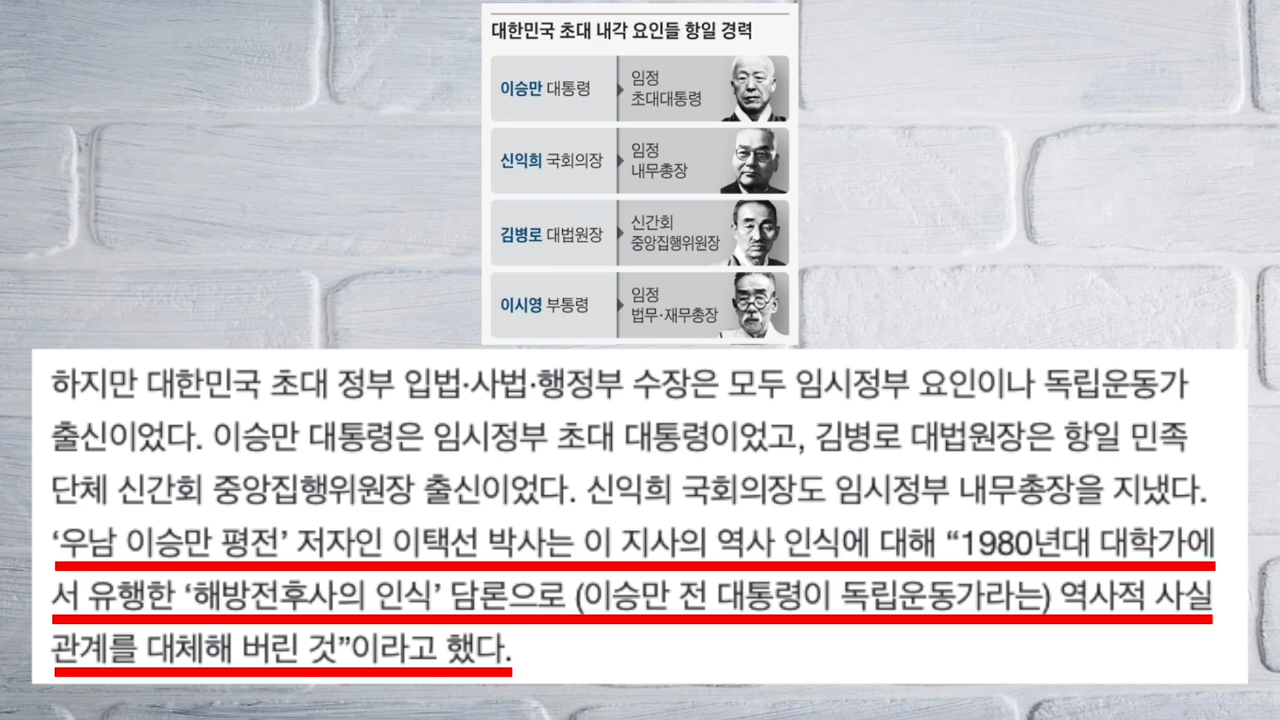 대한민국 초대 내각 요인들 항일 경력
이승만 대통령
임정
초대대통령
신익희 국회의장
임정
내무총장
김병로 대법원장
신간회
중앙집행위원장
이시영 부통령
임정
법무·재무총장
하지만 대한민국 초대 정부 입법·사법·행정부 수장은 모두 임시정부 요인이나 독립운동가
출신이었다. 이승만 대통령은 임시정부 초대 대통령이었고, 김병로 대법원장은 항일 민족
단체 신간회 중앙집행위원장 출신이었다. 신익희 국회의장도 임시정부 내무총장을 지냈다.
‘우남 이승만 평전’ 저자인 이택선 박사는 이 지사의 역사 인식에 대해 “1980년대 대학가에
서 유행한 ‘해방전후사의 인식’ 담론으로 (이승만 전 대통령이 독립운동가라는) 역사적 사실
관계를 대체해 버린 것”이라고 했다.